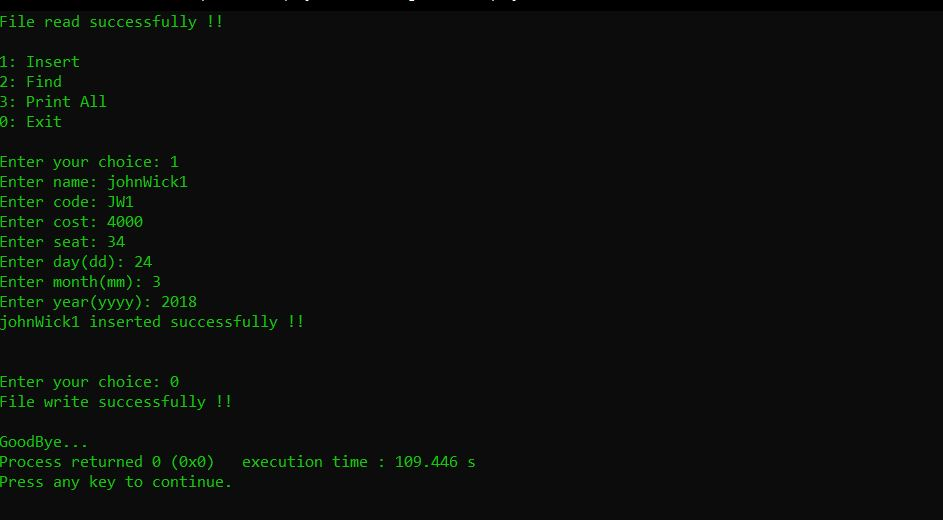 File read successfully !!
1: Insert
2: Find
3: Print All
0: Exit
Enter your choice: 1
Enter name: johnWick1
Enter code: JW1
Enter cost: 4000
Enter seat: 34
Enter day(dd): 24
Enter month(mm): 3
Enter year(yyyy): 2018
johnWick1 inserted successfully !!
Enter your choice: 0
File write successfully !!
GoodBye...
Process returned 0 (0x0)   execution time : 109.446 s
Press any key to continue.